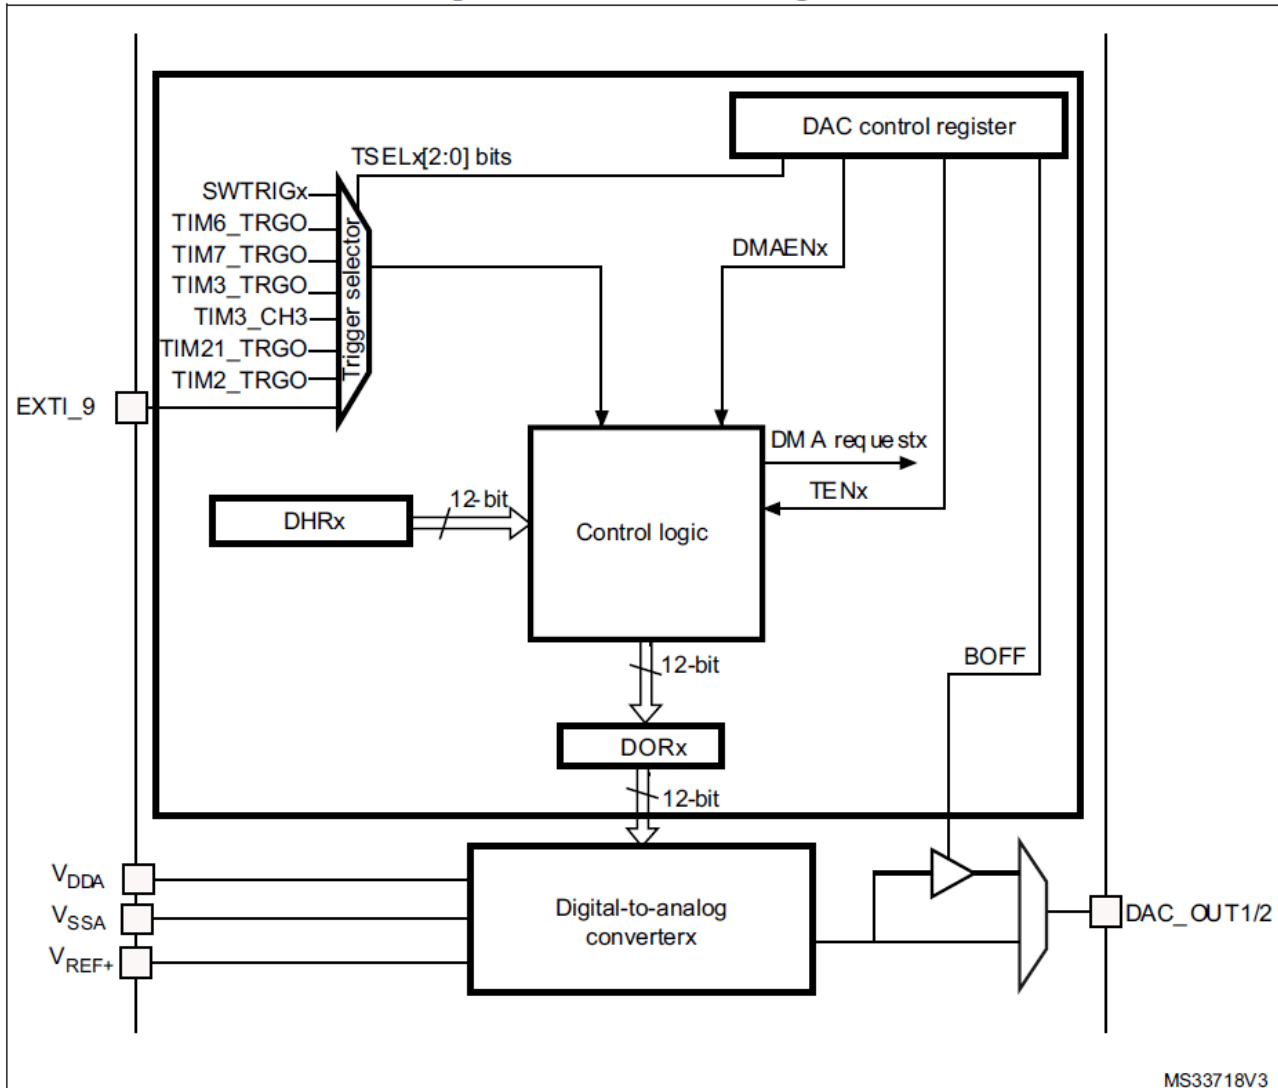 DAC control register
TSELx[2:0] bits
SWTRIGx
TIM6_TRGO
TIM7_TRGO
TIM3_TRGO
TIM3_CH3
TIM21_TRGO
TIM2_TRGO
Trigger selector
DMAENx
EXTI_9
DMA requestx
TENx
DHRx
12-bit
Control logic
12-bit
BOFF
DORx
12-bit
VDDA
VSSA
VREF+
Digital-to-analog
converterx
DAC_OUT1/2
MS33718V3